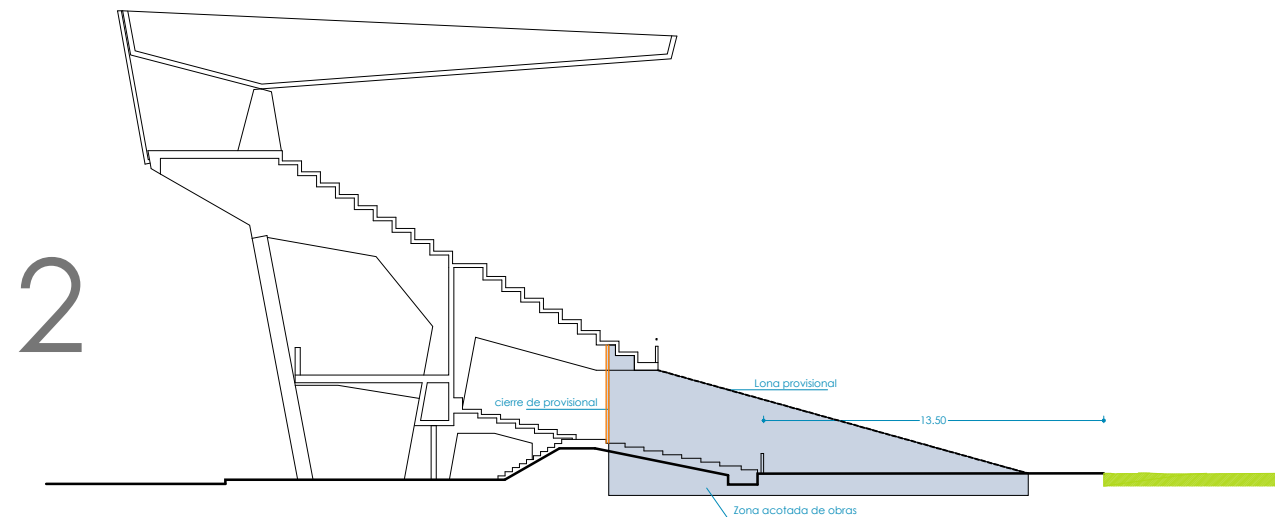 2
Lona provisional
cierre de provisional
13.50
Zona acotada de obras